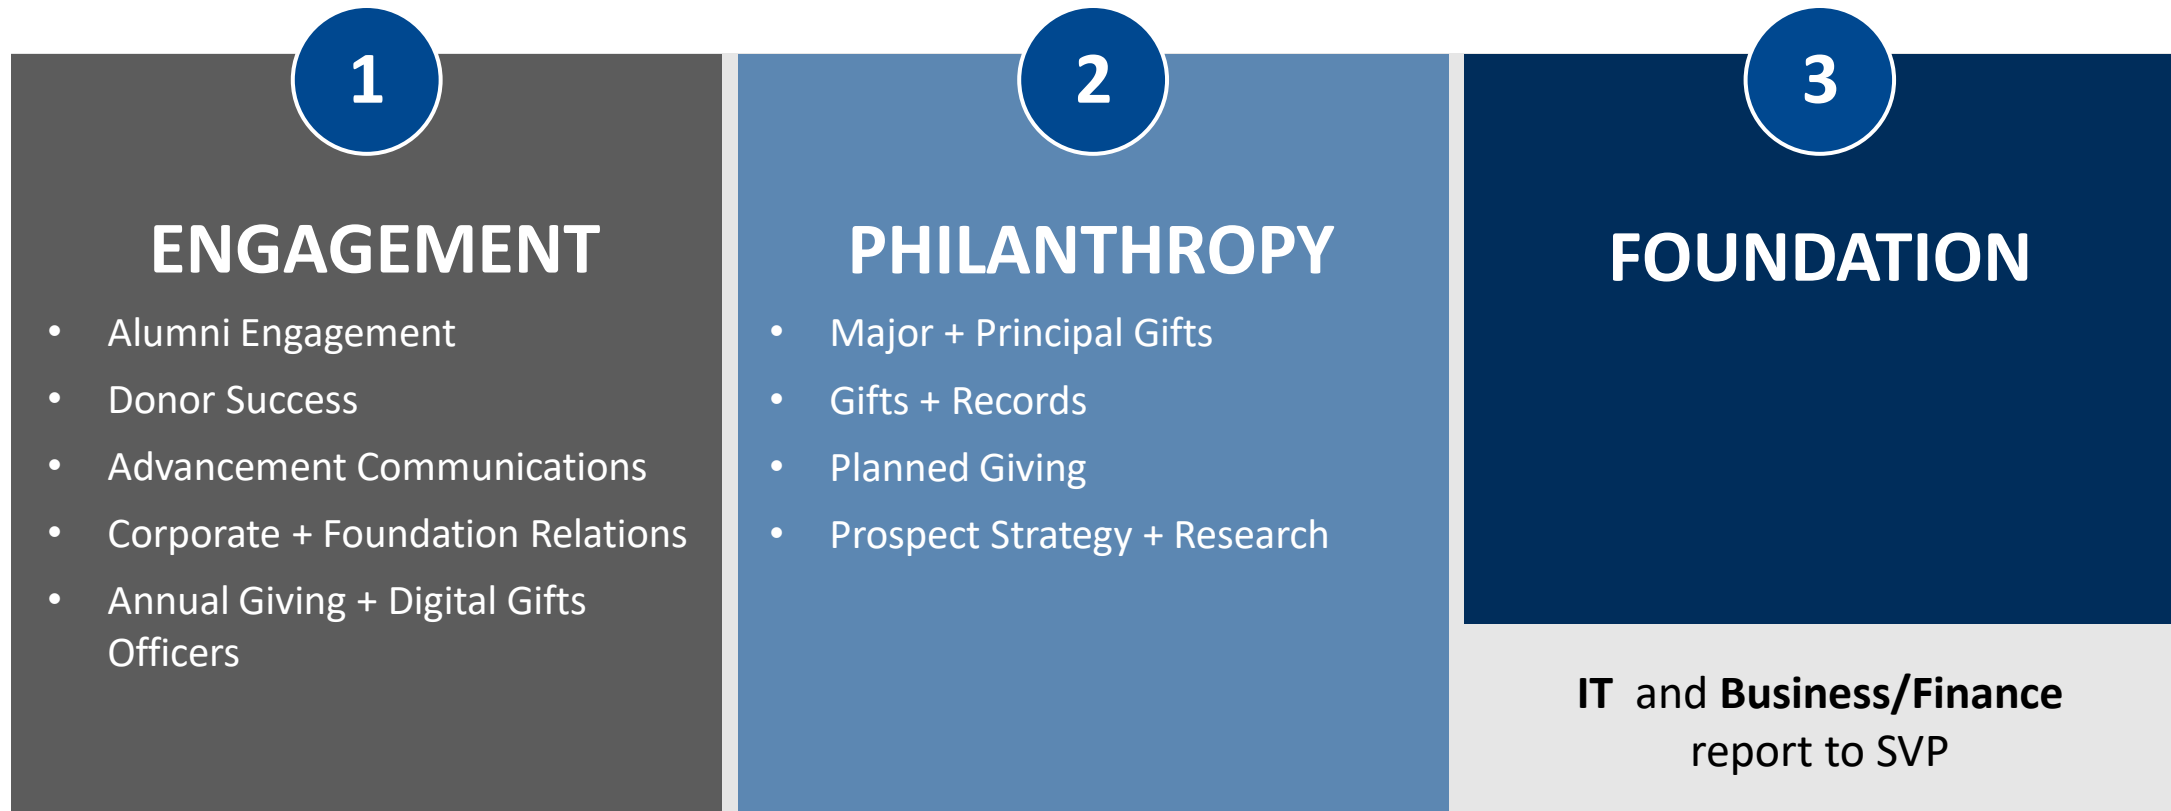 1
ENGAGEMENT
• Alumni Engagement
• Donor Success
• Advancement Communications
• Corporate + Foundation Relations
• Annual Giving + Digital Gifts
Officers
2
PHILANTHROPY
• Major + Principal Gifts
• Gifts + Records
• Planned Giving
• Prospect Strategy + Research
3
FOUNDATION
IT and Business/Finance
report to SVP